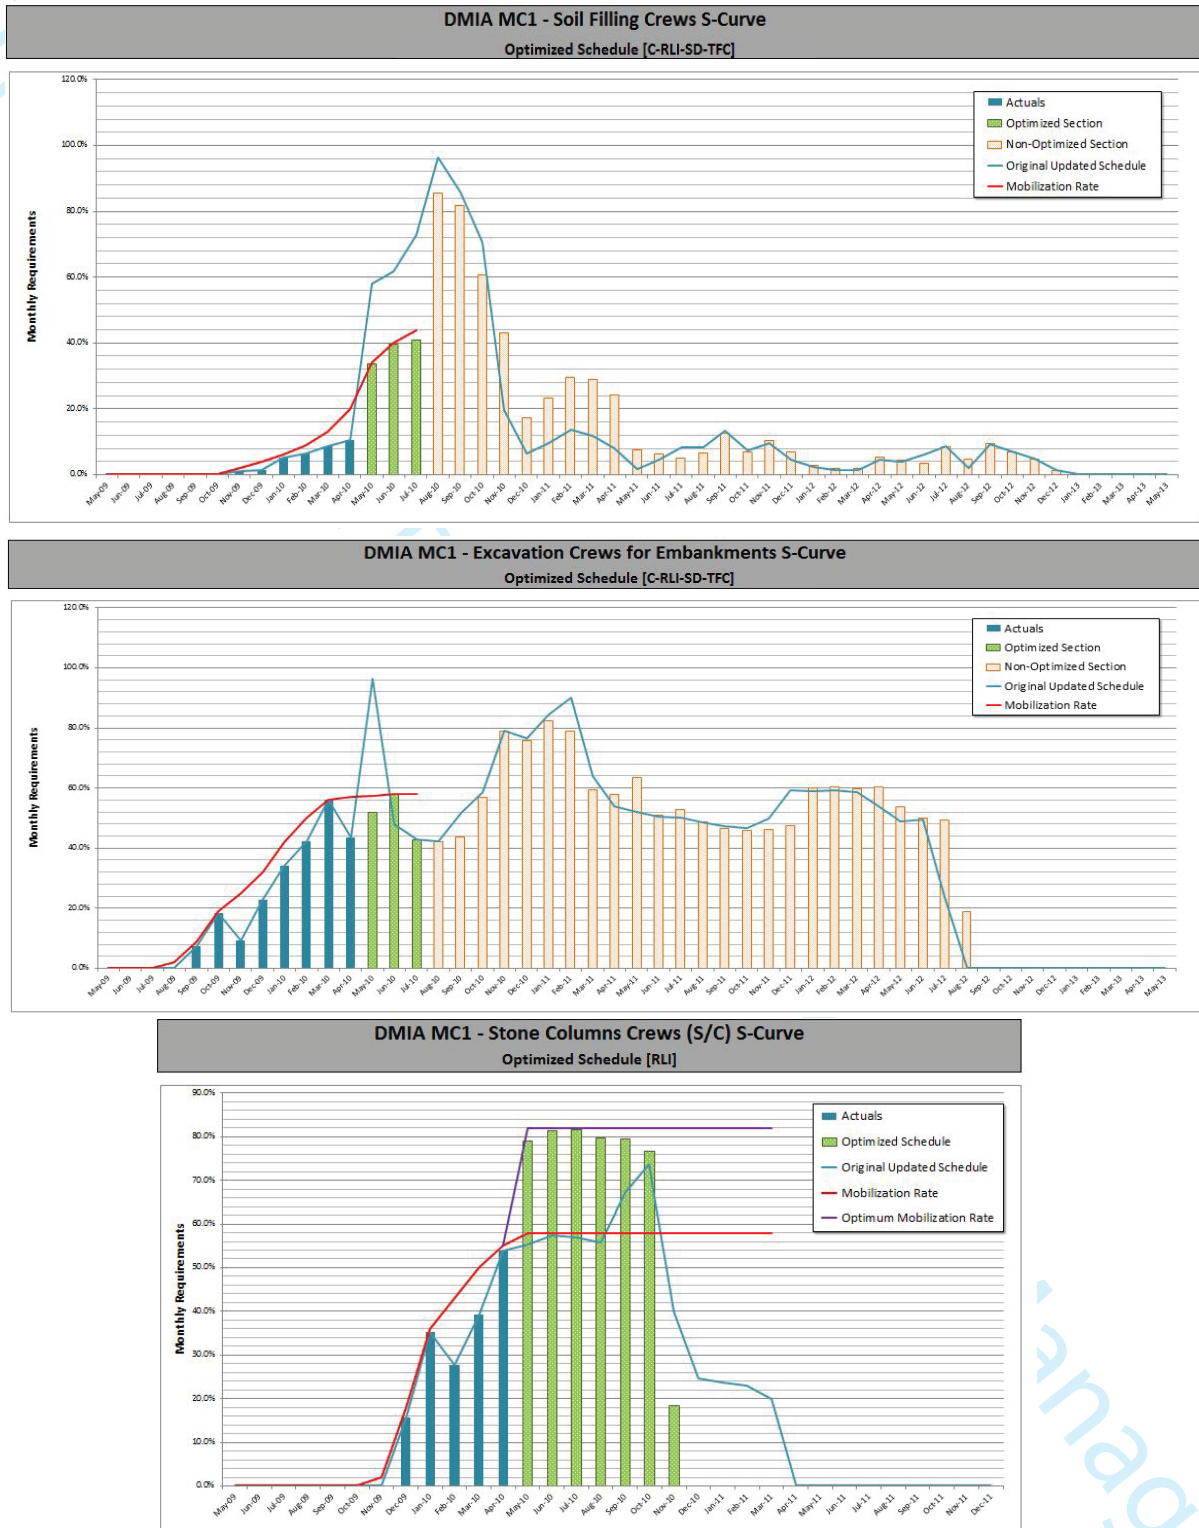 DMIA MC1 - Soil Filling Crews S-Curve
Optimized Schedule [C-RLI-SD-TFC]
120.0%
100.0%
80.0%
60.0%
40.0%
20.0%
0.0%
Monthly Requirements
Actuals
Optimized Section
Non-Optimized Section
Original Updated Schedule
Mobilization Rate
May-09 Jun-09 Jul-09 Aug-09 Sep-09 Oct-09 Nov-09 Dec-09 Jan-10 Feb-10 Mar-10 Apr-10 May-10 Jun-10 Jul-10 Aug-10 Sep-10 Oct-10 Nov-10 Dec-10 Jan-11 Feb-11 Mar-11 Apr-11 May-11 Jun-11 Jul-11 Aug-11 Sep-11 Oct-11 Nov-11 Dec-11 Jan-12 Feb-12 Mar-12 Apr-12 May-12 Jun-12 Jul-12 Aug-12 Sep-12 Oct-12 Nov-12 Dec-12 Jan-13 Feb-13 Mar-13 Apr-13 May-13
DMIA MC1 - Excavation Crews for Embankments S-Curve
Optimized Schedule [C-RLI-SD-TFC]
120.0%
100.0%
80.0%
60.0%
40.0%
20.0%
0.0%
Monthly Requirements
Actuals
Optimized Section
Non-Optimized Section
Original Updated Schedule
Mobilization Rate
May-09 Jun-09 Jul-09 Aug-09 Sep-09 Oct-09 Nov-09 Dec-09 Jan-10 Feb-10 Mar-10 Apr-10 May-10 Jun-10 Jul-10 Aug-10 Sep-10 Oct-10 Nov-10 Dec-10 Jan-11 Feb-11 Mar-11 Apr-11 May-11 Jun-11 Jul-11 Aug-11 Sep-11 Oct-11 Nov-11 Dec-11 Jan-12 Feb-12 Mar-12 Apr-12 May-12 Jun-12 Jul-12 Aug-12 Sep-12 Oct-12 Nov-12 Dec-12 Jan-13 Feb-13 Mar-13 Apr-13 May-13
DMIA MC1 - Stone Columns Crews (S/C) S-Curve
Optimized Schedule [RLI]
90.0%
80.0%
70.0%
60.0%
50.0%
40.0%
30.0%
20.0%
10.0%
0.0%
Monthly Requirements
Actuals
Optimized Schedule
Original Updated Schedule
Mobilization Rate
Optimum Mobilization Rate
May-09 Jun-09 Jul-09 Aug-09 Sep-09 Oct-09 Nov-09 Dec-09 Jan-10 Feb-10 Mar-10 Apr-10 May-10 Jun-10 Jul-10 Aug-10 Sep-10 Oct-10 Nov-10 Dec-10 Jan-11 Feb-11 Mar-11 Apr-11 May-11 Jun-11 Jul-11 Aug-11 Sep-11 Oct-11 Nov-11 Dec-11